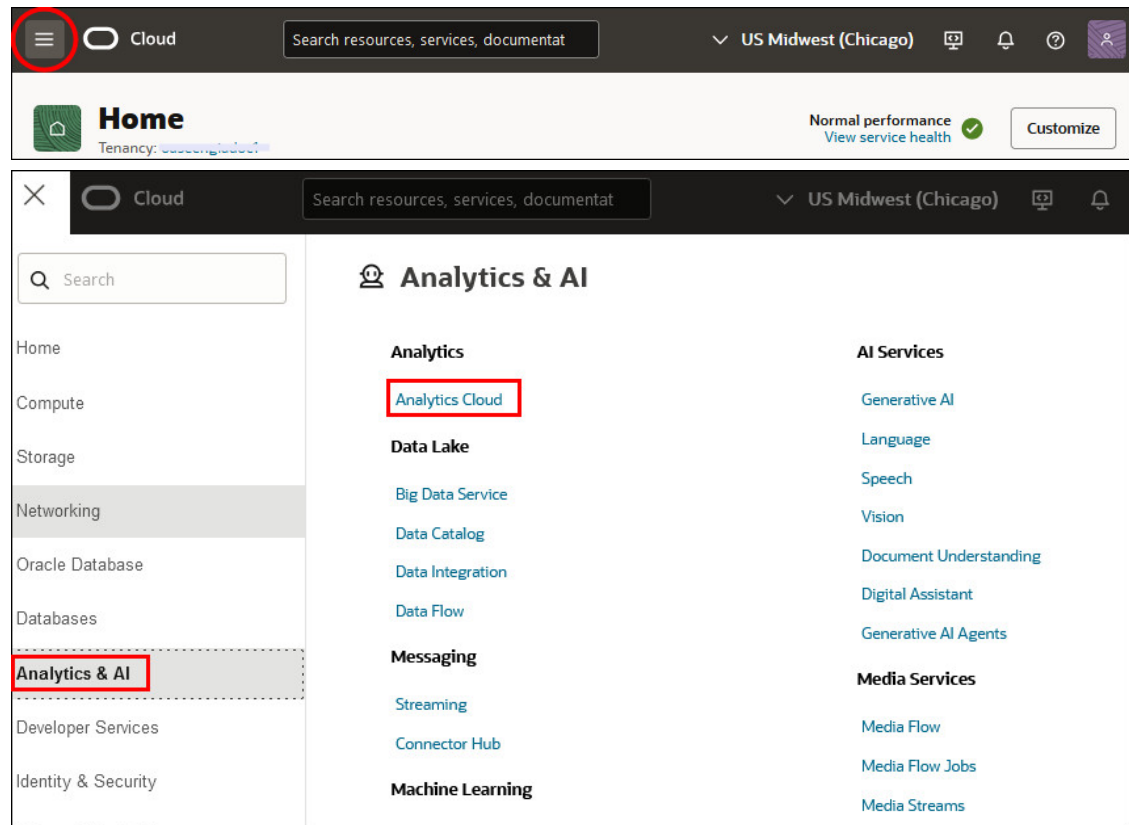 Cloud
Search resources, services, documentat
US Midwest (Chicago)
Home
Tenancy:
Normal performance
View service health
Customize
Cloud
Search resources, services, documentat
US Midwest (Chicago)
Search
Home
Compute
Storage
Networking
Oracle Database
Databases
Analytics & AI
Developer Services
Identity & Security
Analytics & AI
Analytics
Analytics Cloud
Data Lake
Big Data Service
Data Catalog
Data Integration
Data Flow
Messaging
Streaming
Connector Hub
Machine Learning
AI Services
Generative AI
Language
Speech
Vision
Document Understanding
Digital Assistant
Generative AI Agents
Media Services
Media Flow
Media Flow Jobs
Media Streams